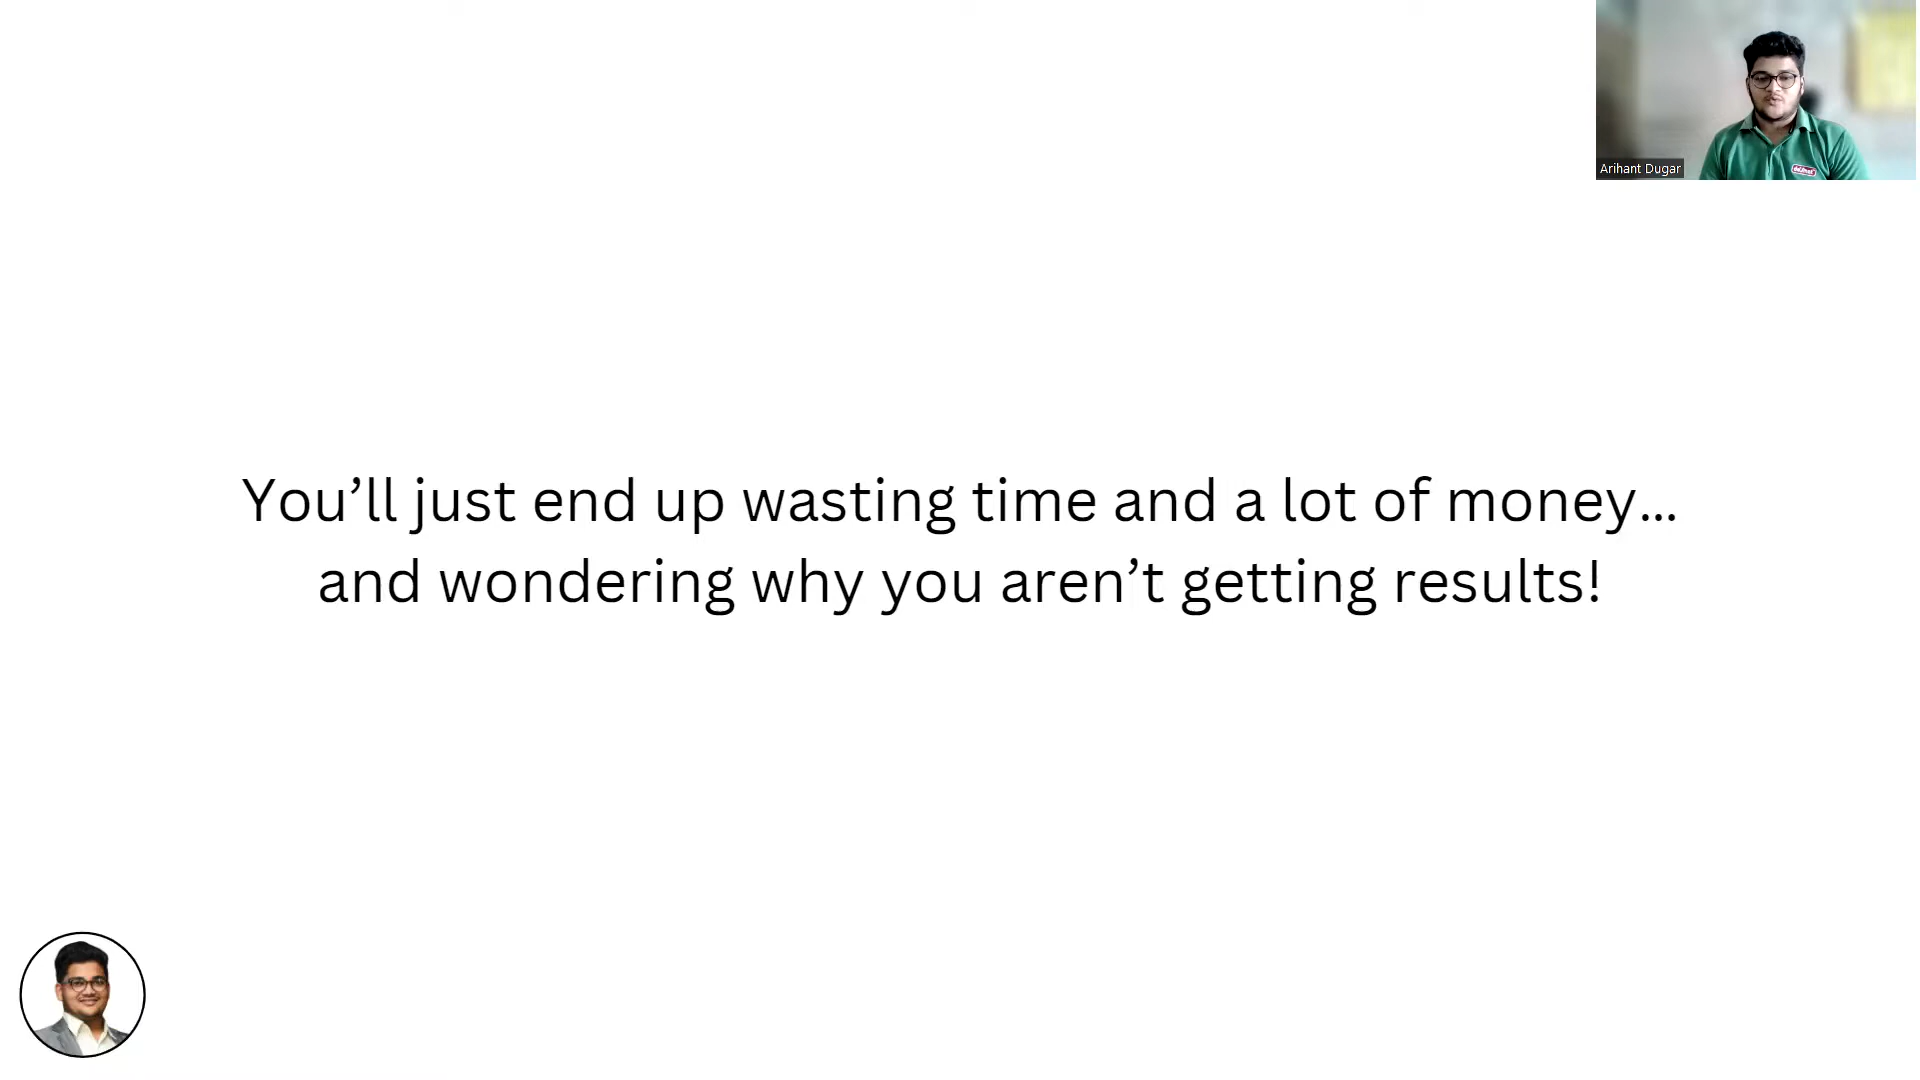 Arihant Dugar
You’ll just end up wasting time and a lot of money...
and wondering why you aren’t getting results!